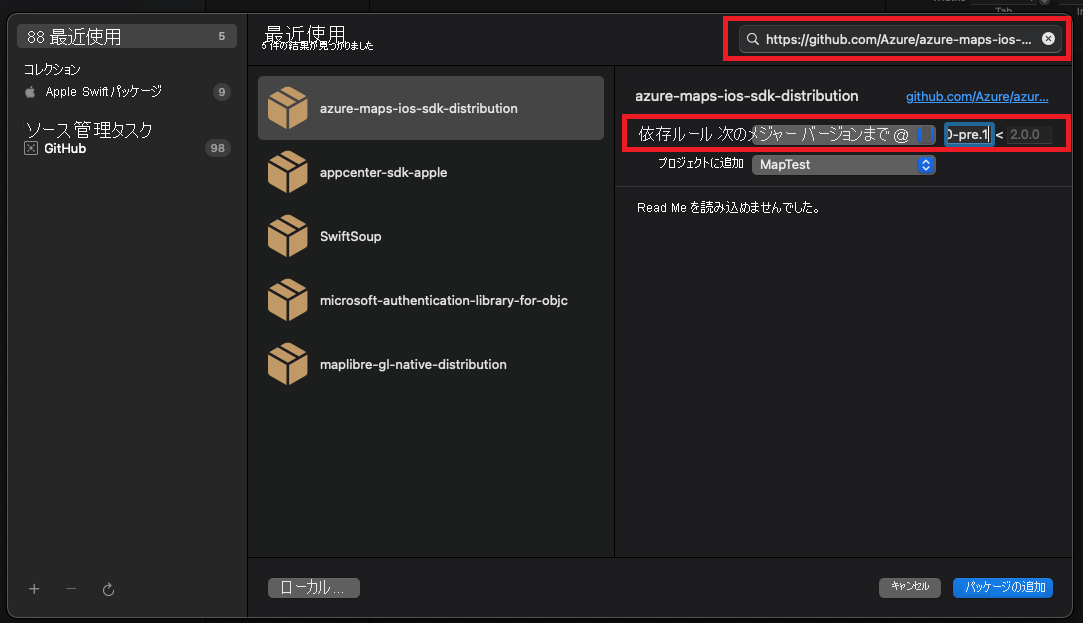 88 最近使用 5
コレクション
Apple Swiftパッケージ 9
ソース管理タスク
GitHub 98
最近使用
5 件の結果が見つかりました
https://github.com/Azure/azure-maps-ios-...
azure-maps-ios-sdk-distribution
appcenter-sdk-apple
SwiftSoup
microsoft-authentication-library-for-objc
maplibre-gl-native-distribution
azure-maps-ios-sdk-distribution github.com/Azure/azur...
依存ルール 次のメジャー バージョンまで @ 0-pre.1 < 2.0.0
プロジェクトに追加 MapTest
Read Me を読み込めませんでした。
ローカル...
キャンセル パッケージの追加